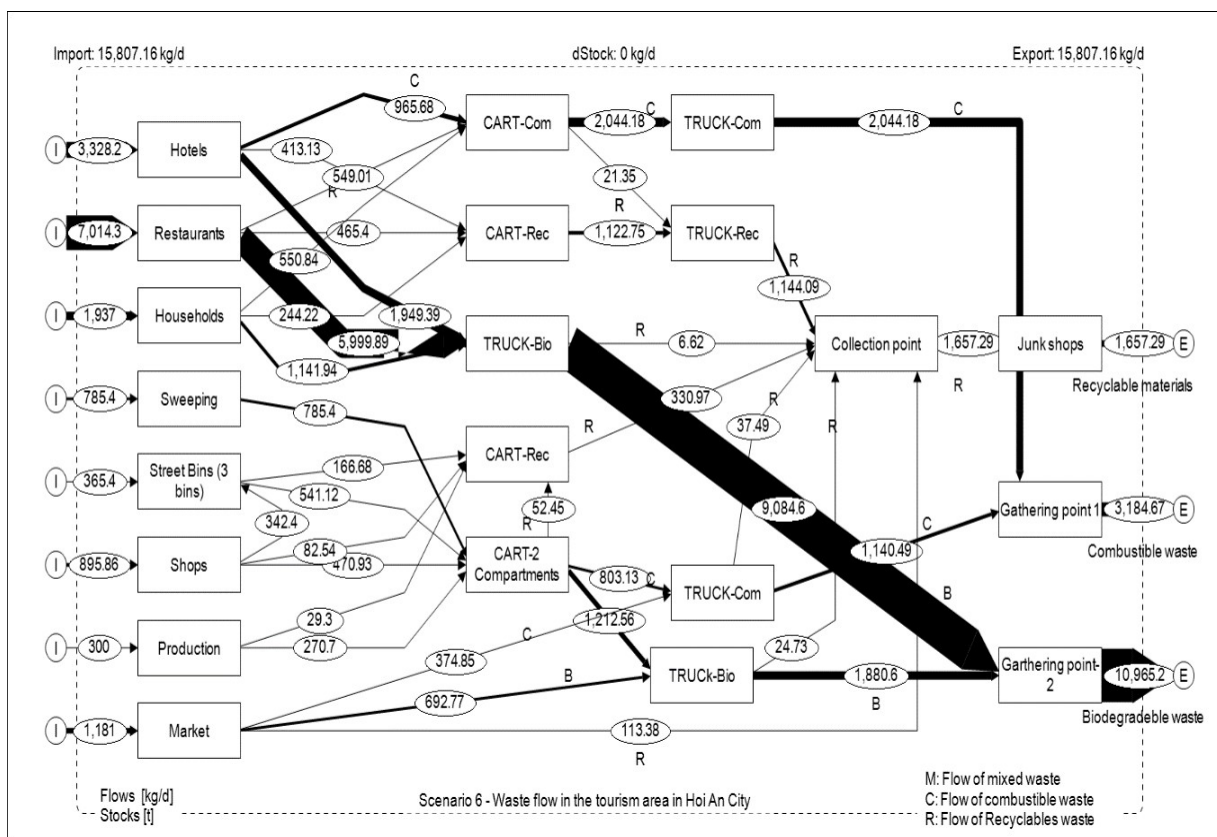 Import: 15,807.16 kg/d
dStock: 0 kg/d
Export: 15,807.16 kg/d
C
965.68
I
3,328.2
Hotels
413.13
CART-Com
2,044.18
C
TRUCK-Com
2,044.18
C
549.01
R
21.35
I
7,014.3
Restaurants
465.4
CART-Rec
R
1,122.75
TRUCK-Rec
R
1,144.09
550.84
I
1,937
Households
244.22
1,949.39
5,999.89
1,141.94
TRUCK-Bio
R
6.62
Collection point
1,657.29
R
Junk shops
1,657.29
E
Recyclable materials
I
785.4
Sweeping
785.4
330.97
R
37.49
R
R
I
365.4
Street Bins (3
bins)
166.68
541.12
342.4
CART-Rec
52.45
R
9,084.6
Gathering point 1
3,184.67
E
Combustible waste
C
1,140.49
I
895.86
Shops
82.54
470.93
CART-2
Compartments
803.13
C
TRUCK-Com
1,212.56
B
I
300
Production
29.3
270.7
C
374.85
24.73
TRUCk-Bio
1,880.6
B
Garthering point-
2
10,965.2
E
Biodegradeble waste
I
1,181
Market
692.77
B
113.38
R
Flows [kg/d]
Stocks [t]
Scenario 6 - Waste flow in the tourism area in Hoi An City
M: Flow of mixed waste
C: Flow of combustible waste
R: Flow of Recyclables waste